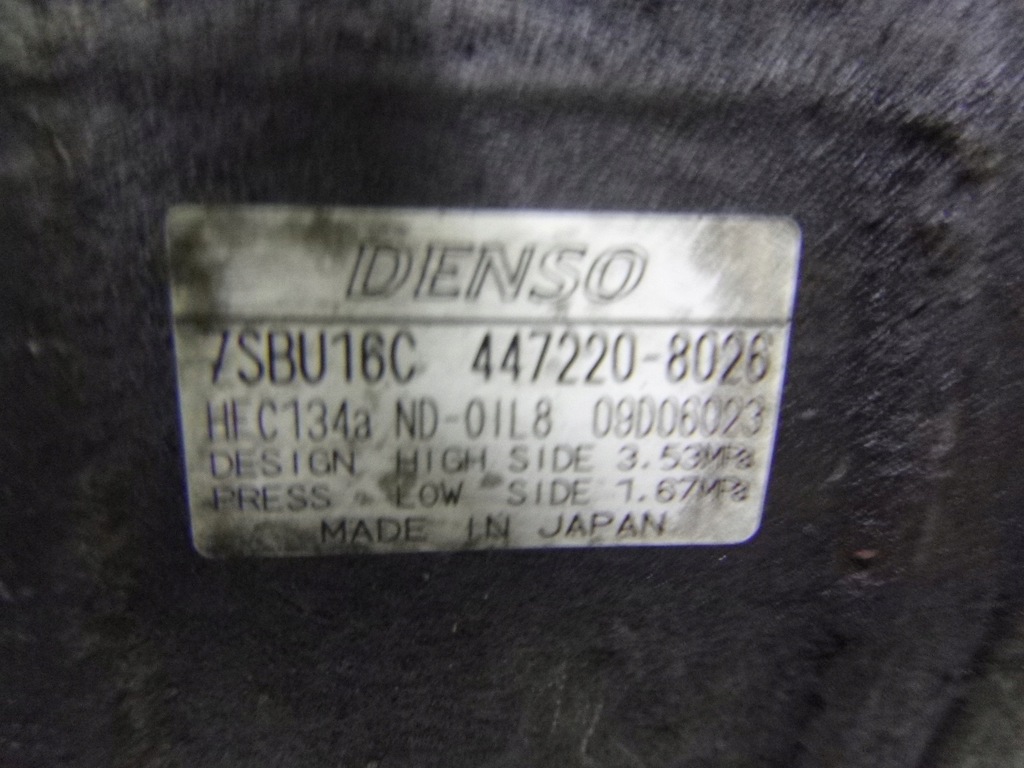 DENSO
7SBU16C 447220-8026
HFC134a ND-OIL8 09D06023
DESIGN HIGH SIDE 3.53MPa
PRESS. LOW SIDE 1.67MPa
MADE IN JAPAN